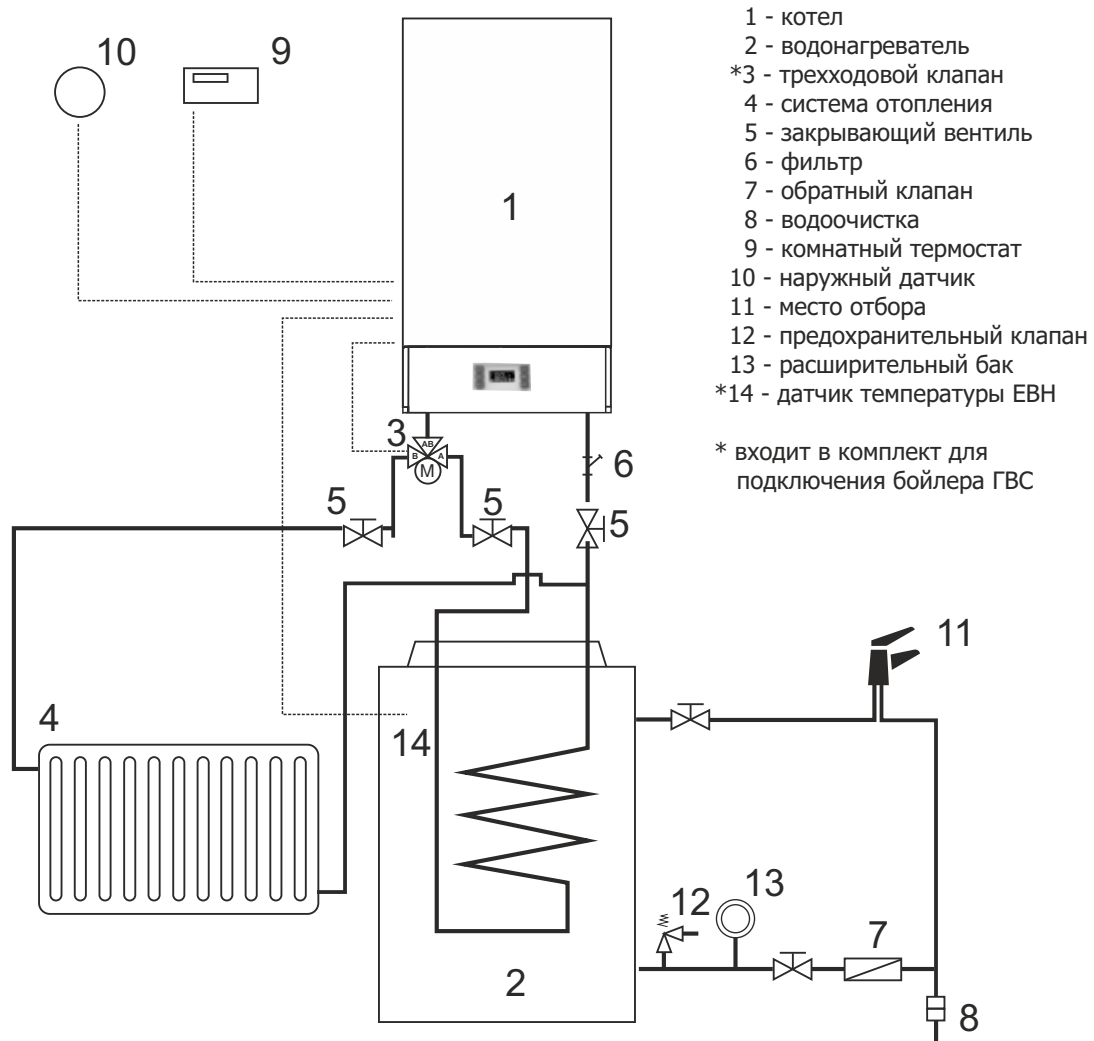 1 - котел
2 - водонагреватель
*3 - трехходовой клапан
4 - система отопления
5 - закрывающий вентиль
6 - фильтр
7 - обратный клапан
8 - водоочистка
9 - комнатный термостат
10 - наружный датчик
11 - место отбора
12 - предохранительный клапан
13 - расширительный бак
*14 - датчик температуры ЕВН
* входит в комплект для
подключения бойлера ГВС
10
9
1
3
AB
B
A
M
6
5
5
5
11
4
14
12
13
7
2
8